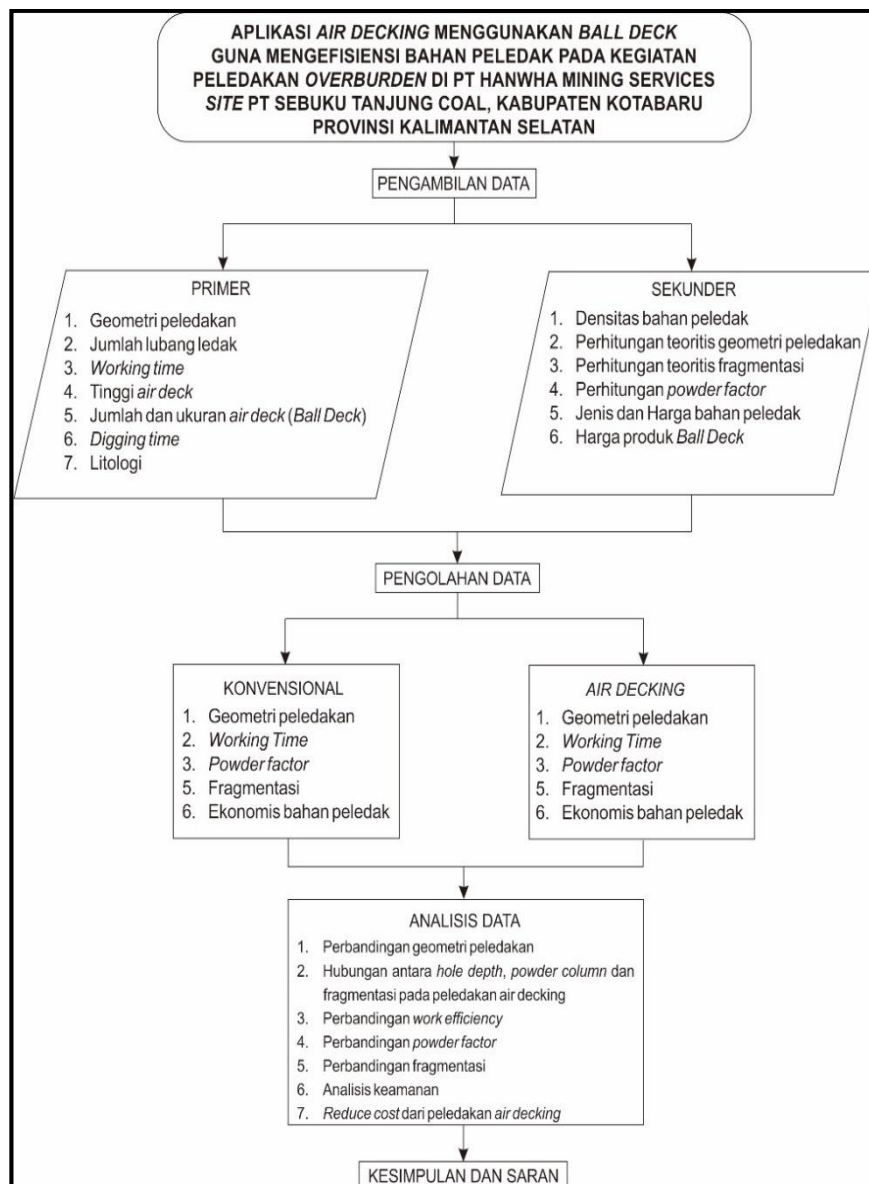 APLIKASI AIR DECKING MENGGUNAKAN BALL DECK
GUNA MENGEFISIENSI BAHAN PELEDAK PADA KEGIATAN
PELEDAKAN OVERBURDEN DI PT HANWHA MINING SERVICES
SITE PT SEBUKU TANJUNG COAL, KABUPATEN KOTABARU
PROVINSI KALIMANTAN SELATAN
PENGAMBILAN DATA
PRIMER
1. Geometri peledakan
2. Jumlah lubang ledak
3. Working time
4. Tinggi air deck
5. Jumlah dan ukuran air deck (Ball Deck)
6. Digging time
7. Litologi
SEKUNDER
1. Densitas bahan peledak
2. Perhitungan teoritis geometri peledakan
3. Perhitungan teoritis fragmentasi
4. Perhitungan powder factor
5. Jenis dan Harga bahan peledak
6. Harga produk Ball Deck
PENGOLAHAN DATA
KONVENSIONAL
1. Geometri peledakan
2. Working Time
3. Powder factor
5. Fragmentasi
6. Ekonomis bahan peledak
AIR DECKING
1. Geometri peledakan
2. Working Time
3. Powder factor
5. Fragmentasi
6. Ekonomis bahan peledak
ANALISIS DATA
1. Perbandingan geometri peledakan
2. Hubungan antara hole depth, powder column dan
fragmentasi pada peledakan air decking
3. Perbandingan work efficiency
4. Perbandingan powder factor
5. Perbandingan fragmentasi
6. Analisis keamanan
7. Reduce cost dari peledakan air decking
KESIMPULAN DAN SARAN